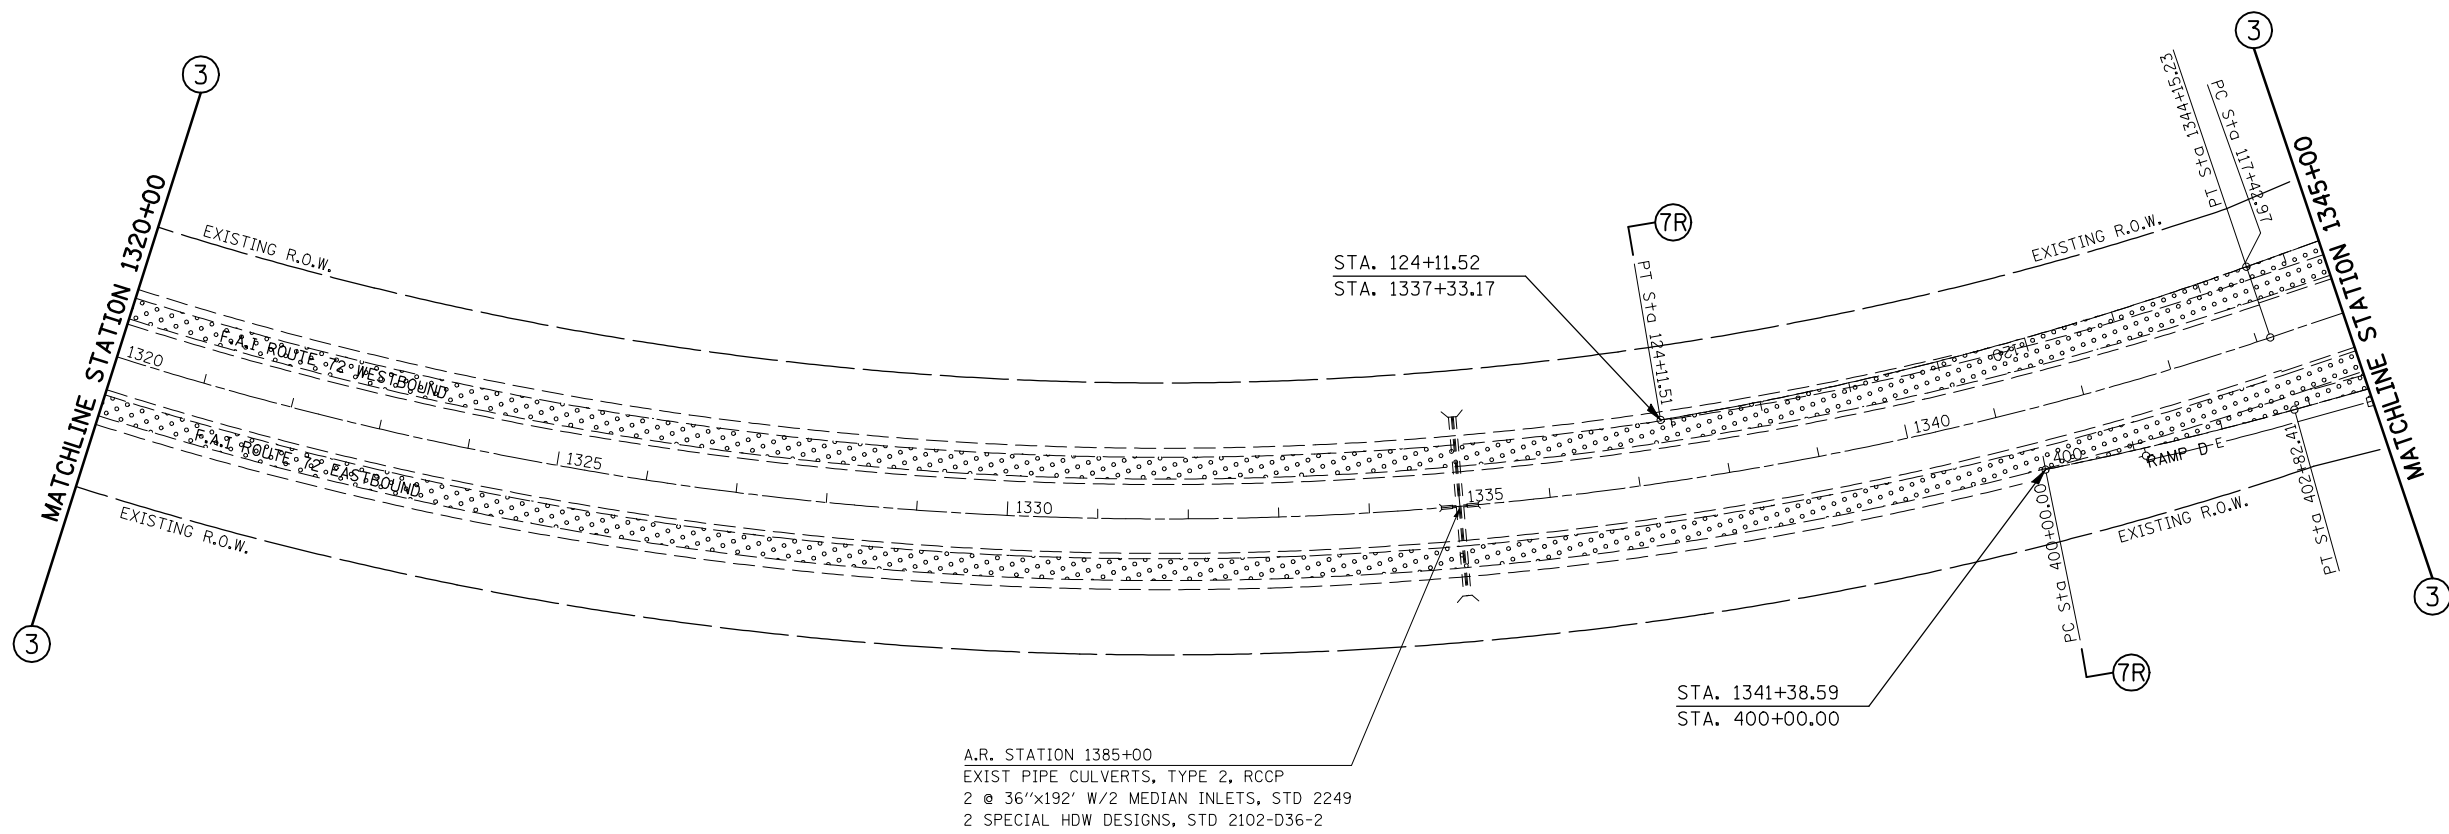 3
3
MATCHLINE STATION 1320+00
EXISTING R.O.W.
F.A.I ROUTE 72 WESTBOUND
1320
F.A.I ROUTE 72 EASTBOUND
EXISTING R.O.W.
3
1325
1330
1335
1340
STA. 124+11.52
STA. 1337+33.17
7R
PT Sta 124+11.51
EXISTING R.O.W.
PT Sta 1344+15.23
PC Sta 117+42.97
MATCHLINE STATION 1345+00
120
400
RAMP D
E
PC Sta 400+00.00
PT Sta 402+82.41
EXISTING R.O.W.
3
7R
STA. 1341+38.59
STA. 400+00.00
A.R. STATION 1385+00
EXIST PIPE CULVERTS, TYPE 2, RCCP
2 @ 36"x192' W/2 MEDIAN INLETS, STD 2249
2 SPECIAL HDW DESIGNS, STD 2102-D36-2